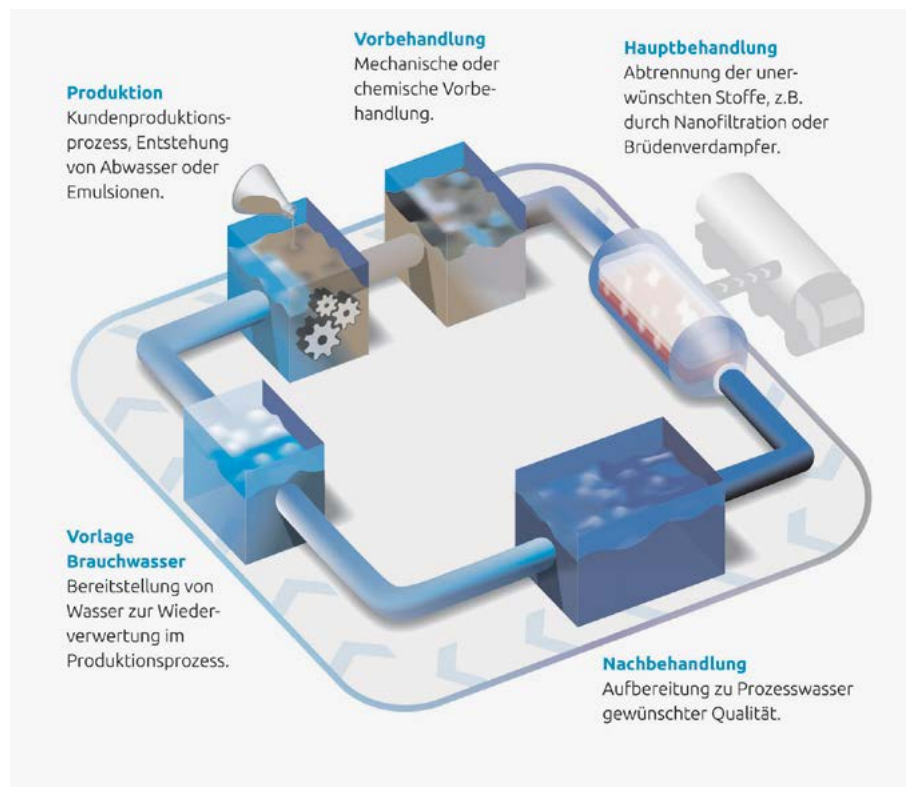 Produktion
Kundenproduktions-
prozess, Entstehung
von Abwasser oder
Emulsionen.
Vorbehandlung
Mechanische oder
chemische Vorbe-
handlung.
Hauptbehandlung
Abtrennung der uner-
wünschten Stoffe, z.B.
durch Nanofiltration oder
Brüdenverdampfer.
Vorlage
Brauchwasser
Bereitstellung von
Wasser zur Wieder-
verwertung im
Produktionsprozess.
Nachbehandlung
Aufbereitung zu Prozesswasser
gewünschter Qualität.